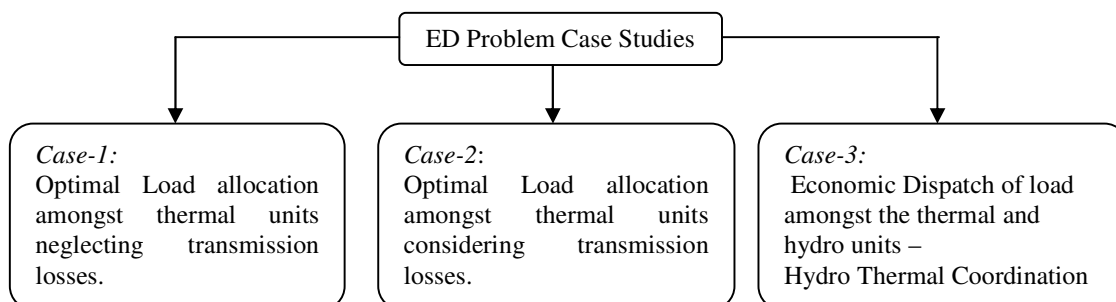 ED Problem Case Studies
Case-1:
Optimal Load allocation
amongst thermal units
neglecting transmission
losses.
Case-2:
Optimal Load allocation
amongst thermal units
considering transmission
losses.
Case-3:
Economic Dispatch of load
amongst the thermal and
hydro units –
Hydro Thermal Coordination